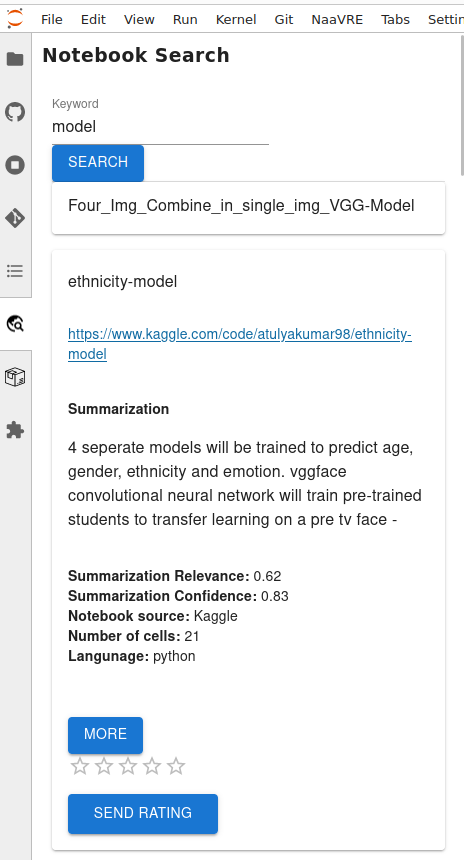 File Edit View Run Kernel Git NaaVRE Tabs Settin
Notebook Search
Keyword
model
SEARCH
Four_Img_Combine_in_single_img_VGG-Model
ethnicity-model
https://www.kaggle.com/code/atulyakumar98/ethnicity-
model
Summarization
4 seperate models will be trained to predict age,
gender, ethnicity and emotion. vggface
convolutional neural network will train pre-trained
students to transfer learning on a pre tv face -
Summarization Relevance: 0.62
Summarization Confidence: 0.83
Notebook source: Kaggle
Number of cells: 21
Langunage: python
MORE
SEND RATING